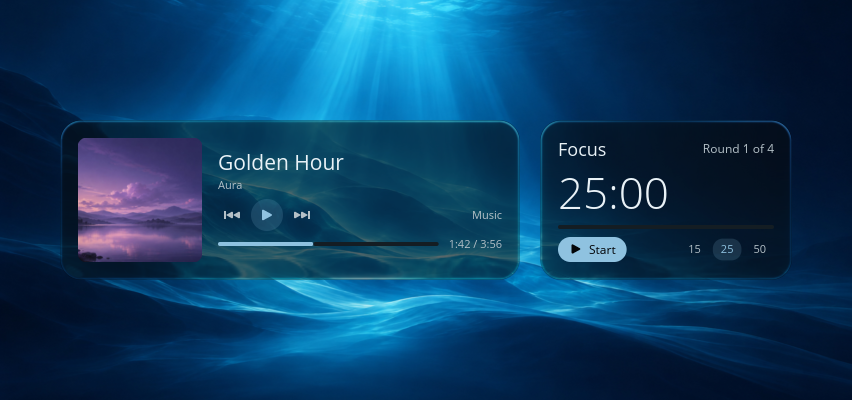 Golden Hour
Aura
Music
1:42 / 3:56
Focus
Round 1 of 4
25:00
Start
15 25 50